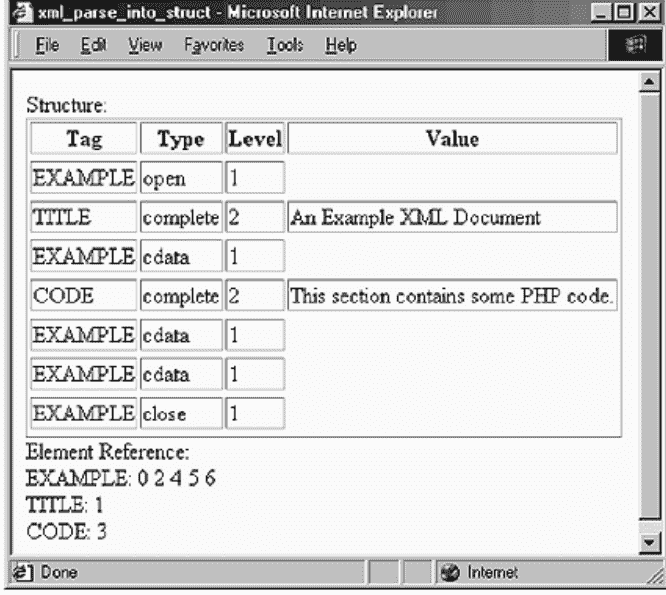 xml_parse_into_struct - Microsoft Internet Explorer
File Edit View Favorites Tools Help
Structure:
Tag Type Level Value
EXAMPLE open 1
TITLE complete 2 An Example XML Document
EXAMPLE cdata 1
CODE complete 2 This section contains some PHP code.
EXAMPLE cdata 1
EXAMPLE cdata 1
EXAMPLE close 1
Element Reference:
EXAMPLE: 0 2 4 5 6
TITLE: 1
CODE: 3
Done Internet